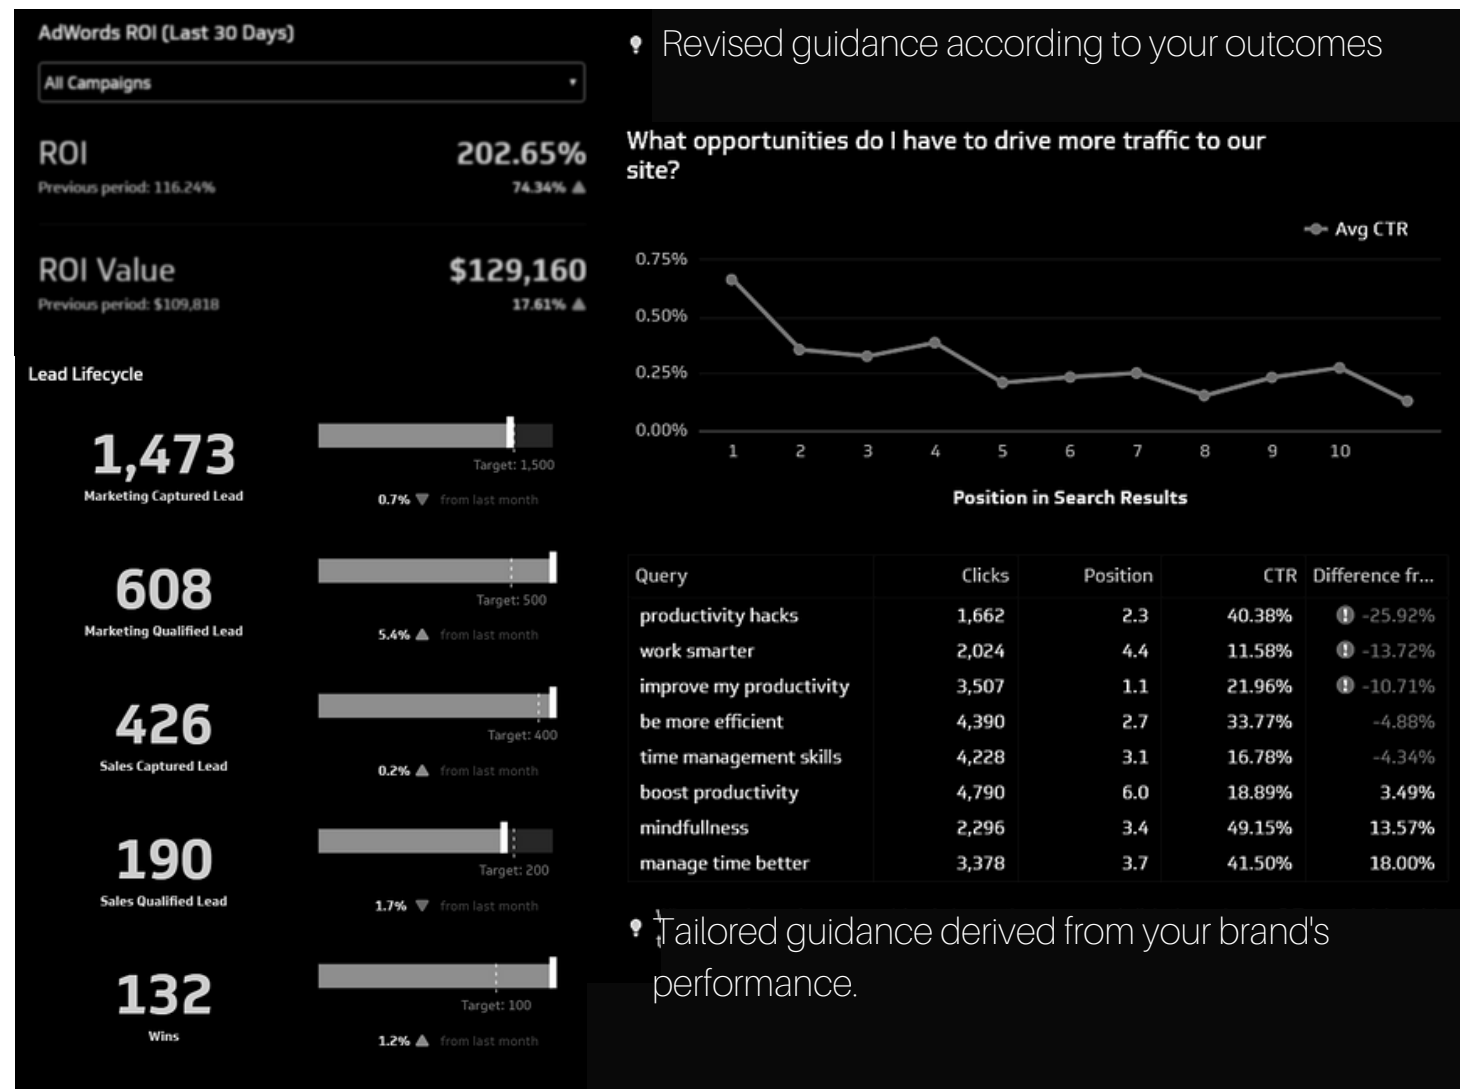 AdWords ROI (Last 30 Days)
All Campaigns
ROI
202.65%
Previous period: 116.24%
74.34% ▲
ROI Value
$129,160
Previous period: $109,818
17.61% ▲
Lead Lifecycle
1,473
Marketing Captured Lead
Target: 1,500
0.7% ▼ from last month
608
Marketing Qualified Lead
Target: 500
5.4% ▲ from last month
426
Sales Captured Lead
Target: 400
0.2% ▲ from last month
190
Sales Qualified Lead
Target: 200
1.7% ▼ from last month
132
Wins
Target: 100
1.2% ▲ from last month
Revised guidance according to your outcomes
What opportunities do I have to drive more traffic to our
site?
Avg CTR
0.75%
0.50%
0.25%
0.00%
1 2 3 4 5 6 7 8 9 10
Position in Search Results
Query Clicks Position CTR Difference fr...
productivity hacks 1,662 2.3 40.38% -25.92%
work smarter 2,024 4.4 11.58% -13.72%
improve my productivity 3,507 1.1 21.96% -10.71%
be more efficient 4,390 2.7 33.77% -4.88%
time management skills 4,228 3.1 16.78% -4.34%
boost productivity 4,790 6.0 18.89% 3.49%
mindfullness 2,296 3.4 49.15% 13.57%
manage time better 3,378 3.7 41.50% 18.00%
Tailored guidance derived from your brand's
performance.